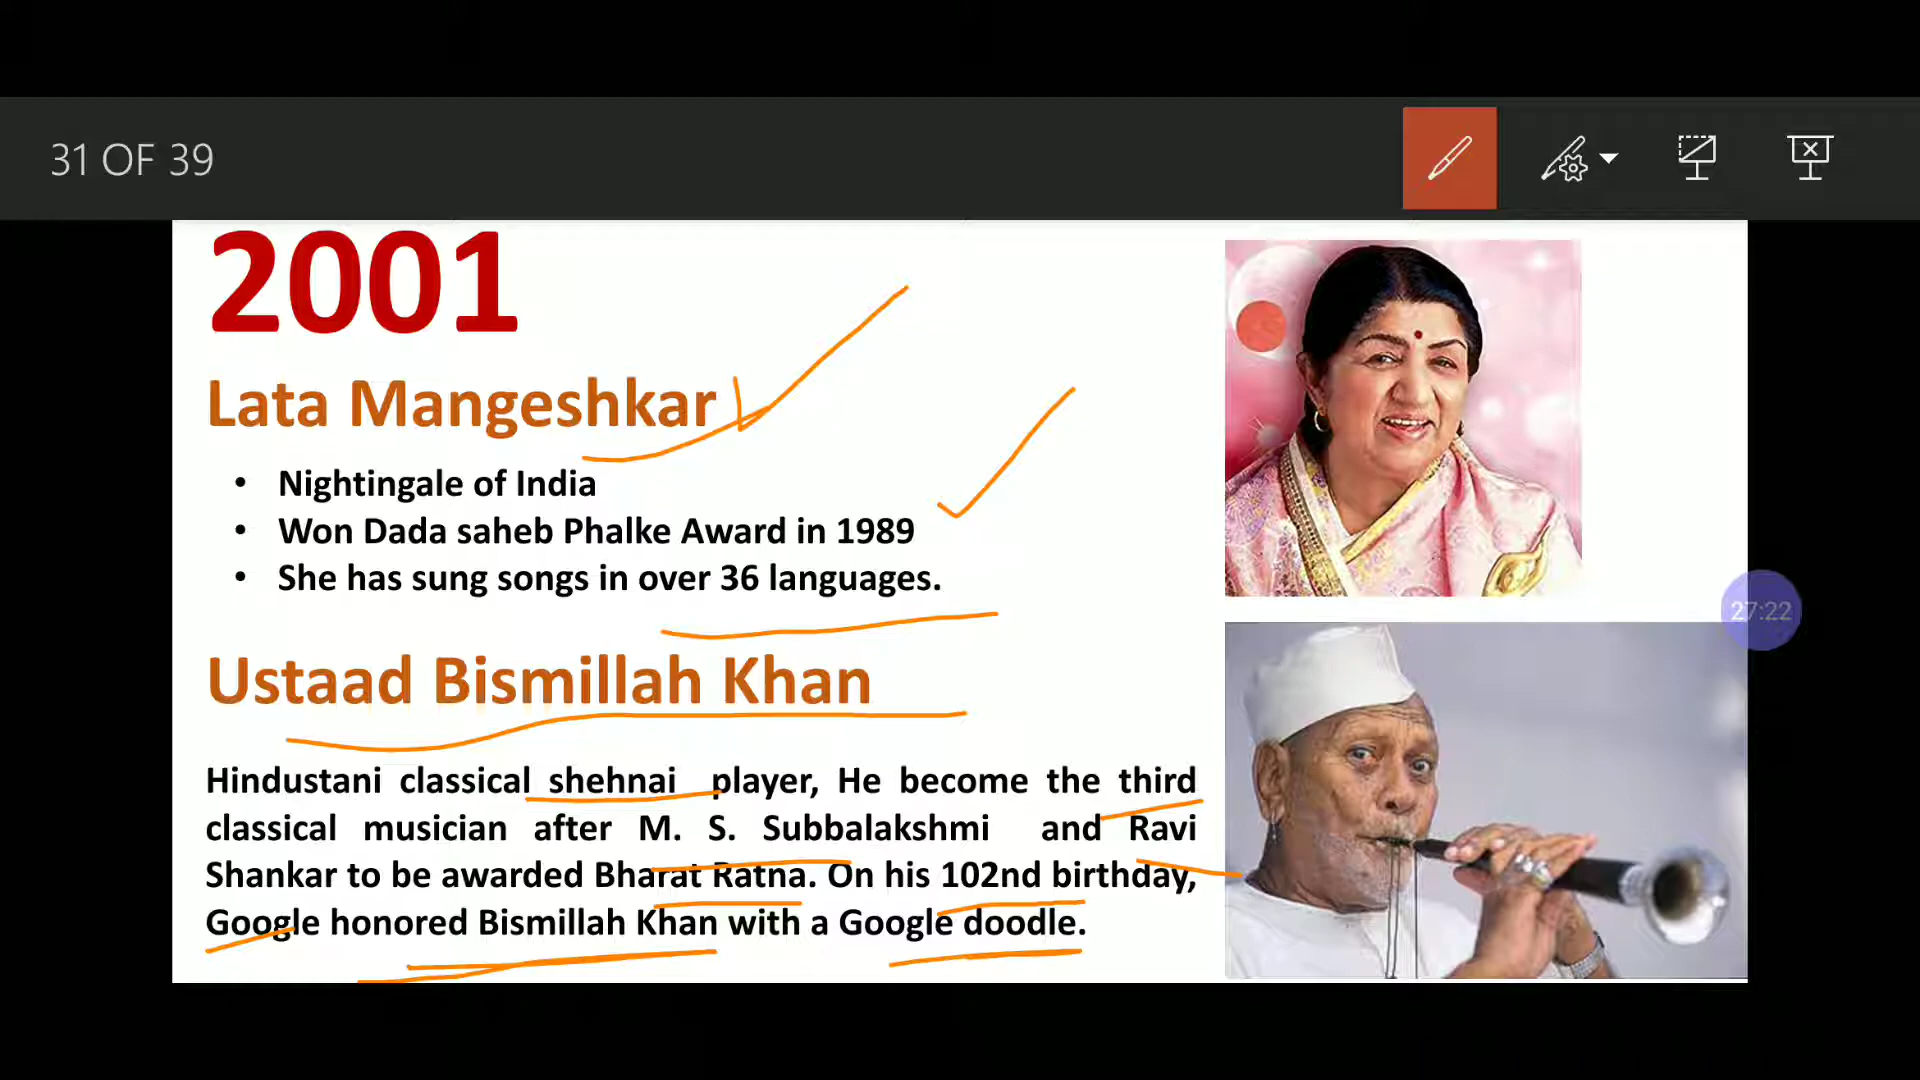 31 OF 39
2001
Lata Mangeshkar
• Nightingale of India
• Won Dada saheb Phalke Award in 1989
• She has sung songs in over 36 languages.
27:22
Ustaad Bismillah Khan
Hindustani classical shehnai player, He become the third
classical musician after M. S. Subbalakshmi and Ravi
Shankar to be awarded Bharat Ratna. On his 102nd birthday,
Google honored Bismillah Khan with a Google doodle.